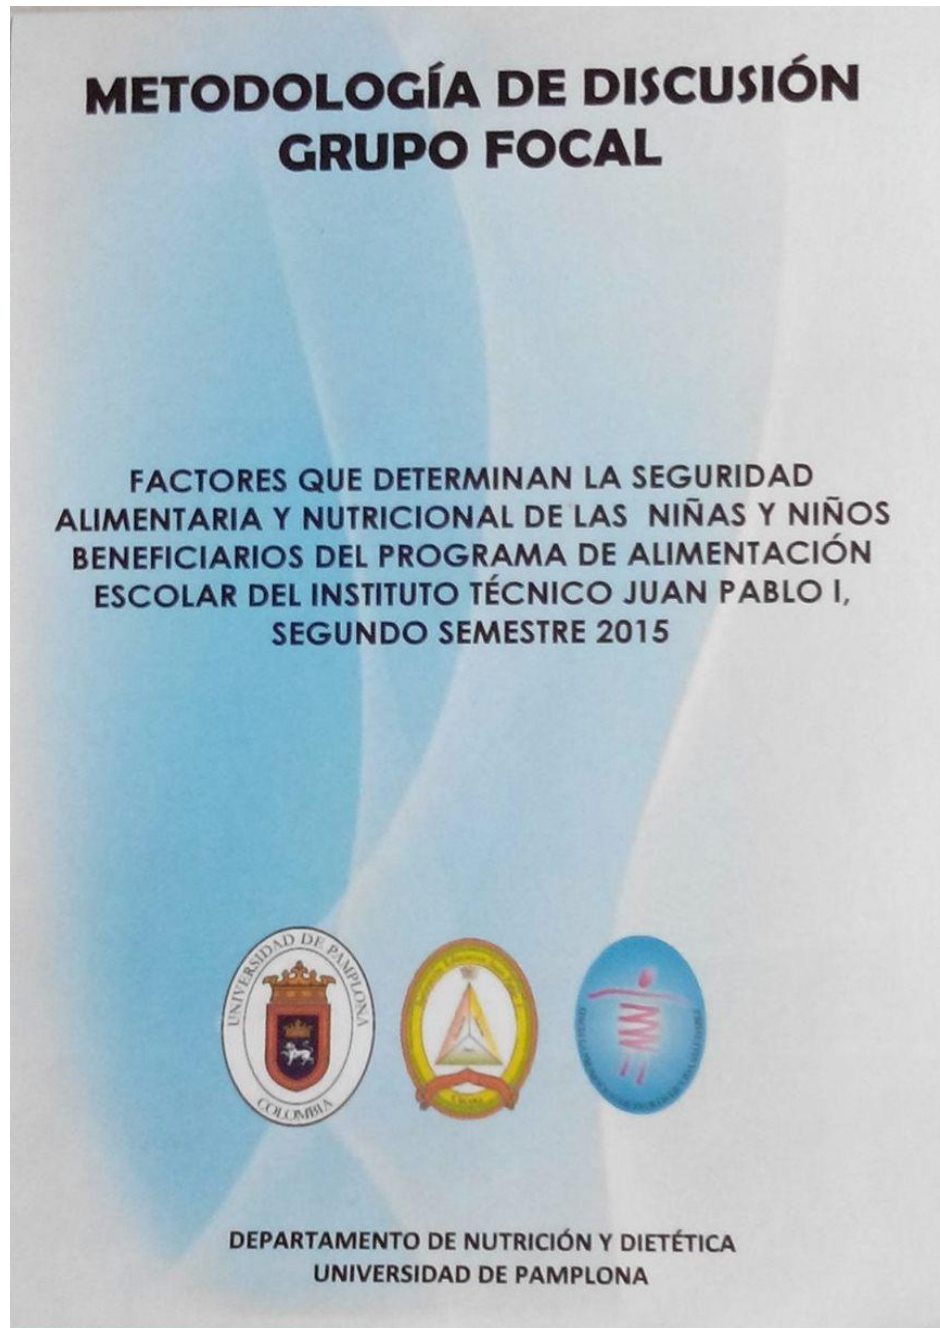 METODOLOGÍA DE DISCUSIÓN
GRUPO FOCAL
FACTORES QUE DETERMINAN LA SEGURIDAD
ALIMENTARIA Y NUTRICIONAL DE LAS NIÑAS Y NIÑOS
BENEFICIARIOS DEL PROGRAMA DE ALIMENTACIÓN
ESCOLAR DEL INSTITUTO TÉCNICO JUAN PABLO I,
SEGUNDO SEMESTRE 2015
UNIVERSIDAD DE PAMPLONA
COLOMBIA
DEPARTAMENTO DE NUTRICIÓN Y DIETÉTICA
UNIVERSIDAD DE PAMPLONA